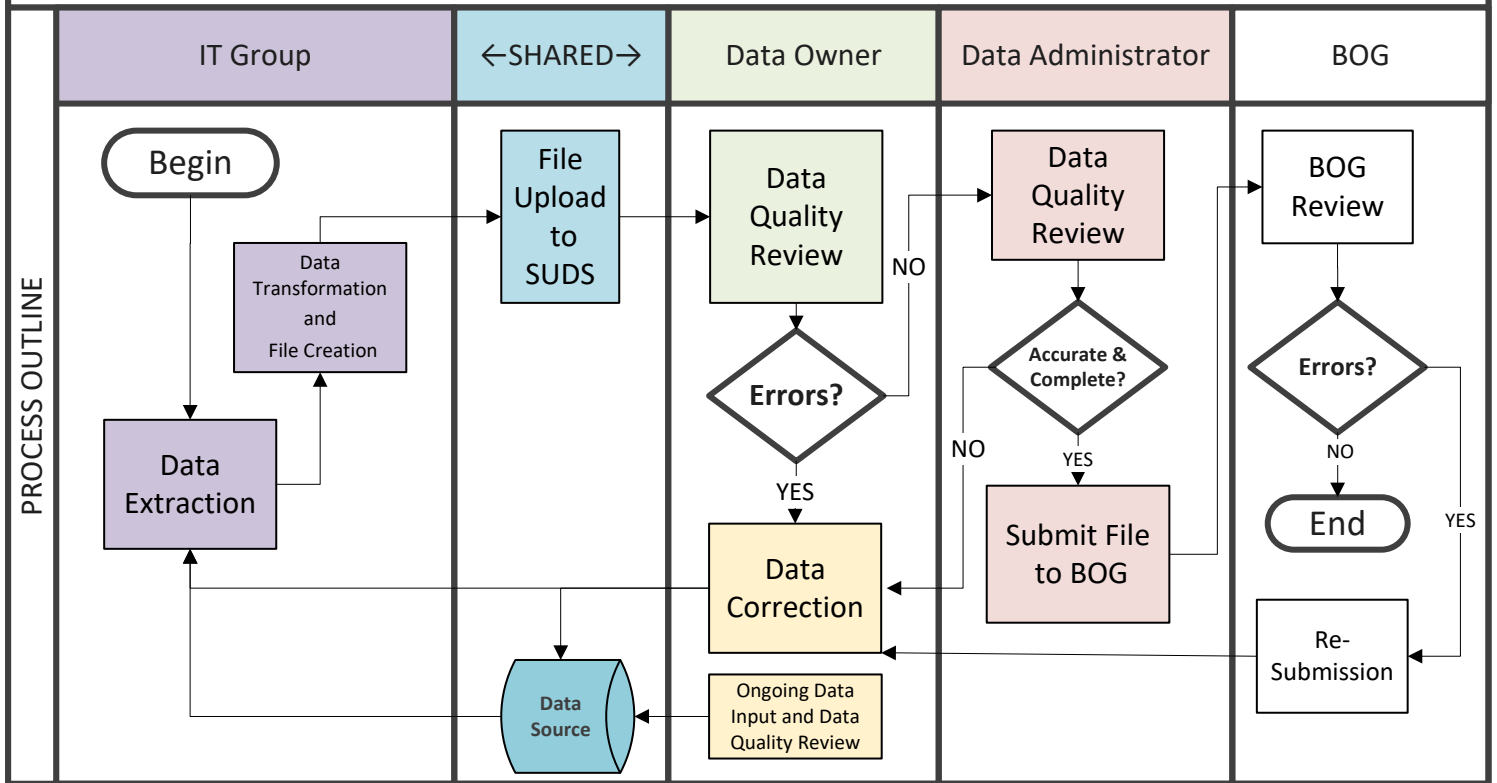 IT Group
←SHARED→
Data Owner
Data Administrator
BOG
PROCESS OUTLINE
Begin
Data
Transformation
and
File Creation
Data
Extraction
File
Upload
to
SUDS
Data
Source
Data
Quality
Review
Errors?
NO
YES
Data
Correction
Ongoing Data
Input and Data
Quality Review
Data
Quality
Review
Accurate &
Complete?
NO
YES
Submit File
to BOG
BOG
Review
Errors?
NO
YES
End
Re-
Submission